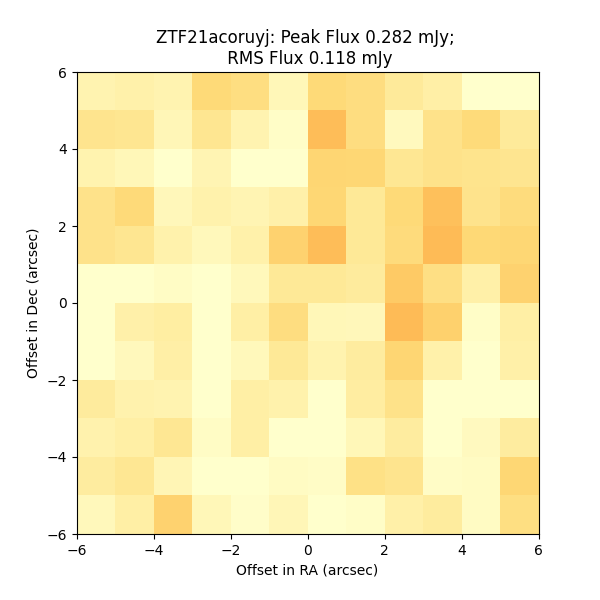 ZTF21acoruyj: Peak Flux 0.282 mJy;
RMS Flux 0.118 mJy
6
4
2
0
−2
−4
−6
Offset in Dec (arcsec)
−6 −4 −2 0 2 4 6
Offset in RA (arcsec)